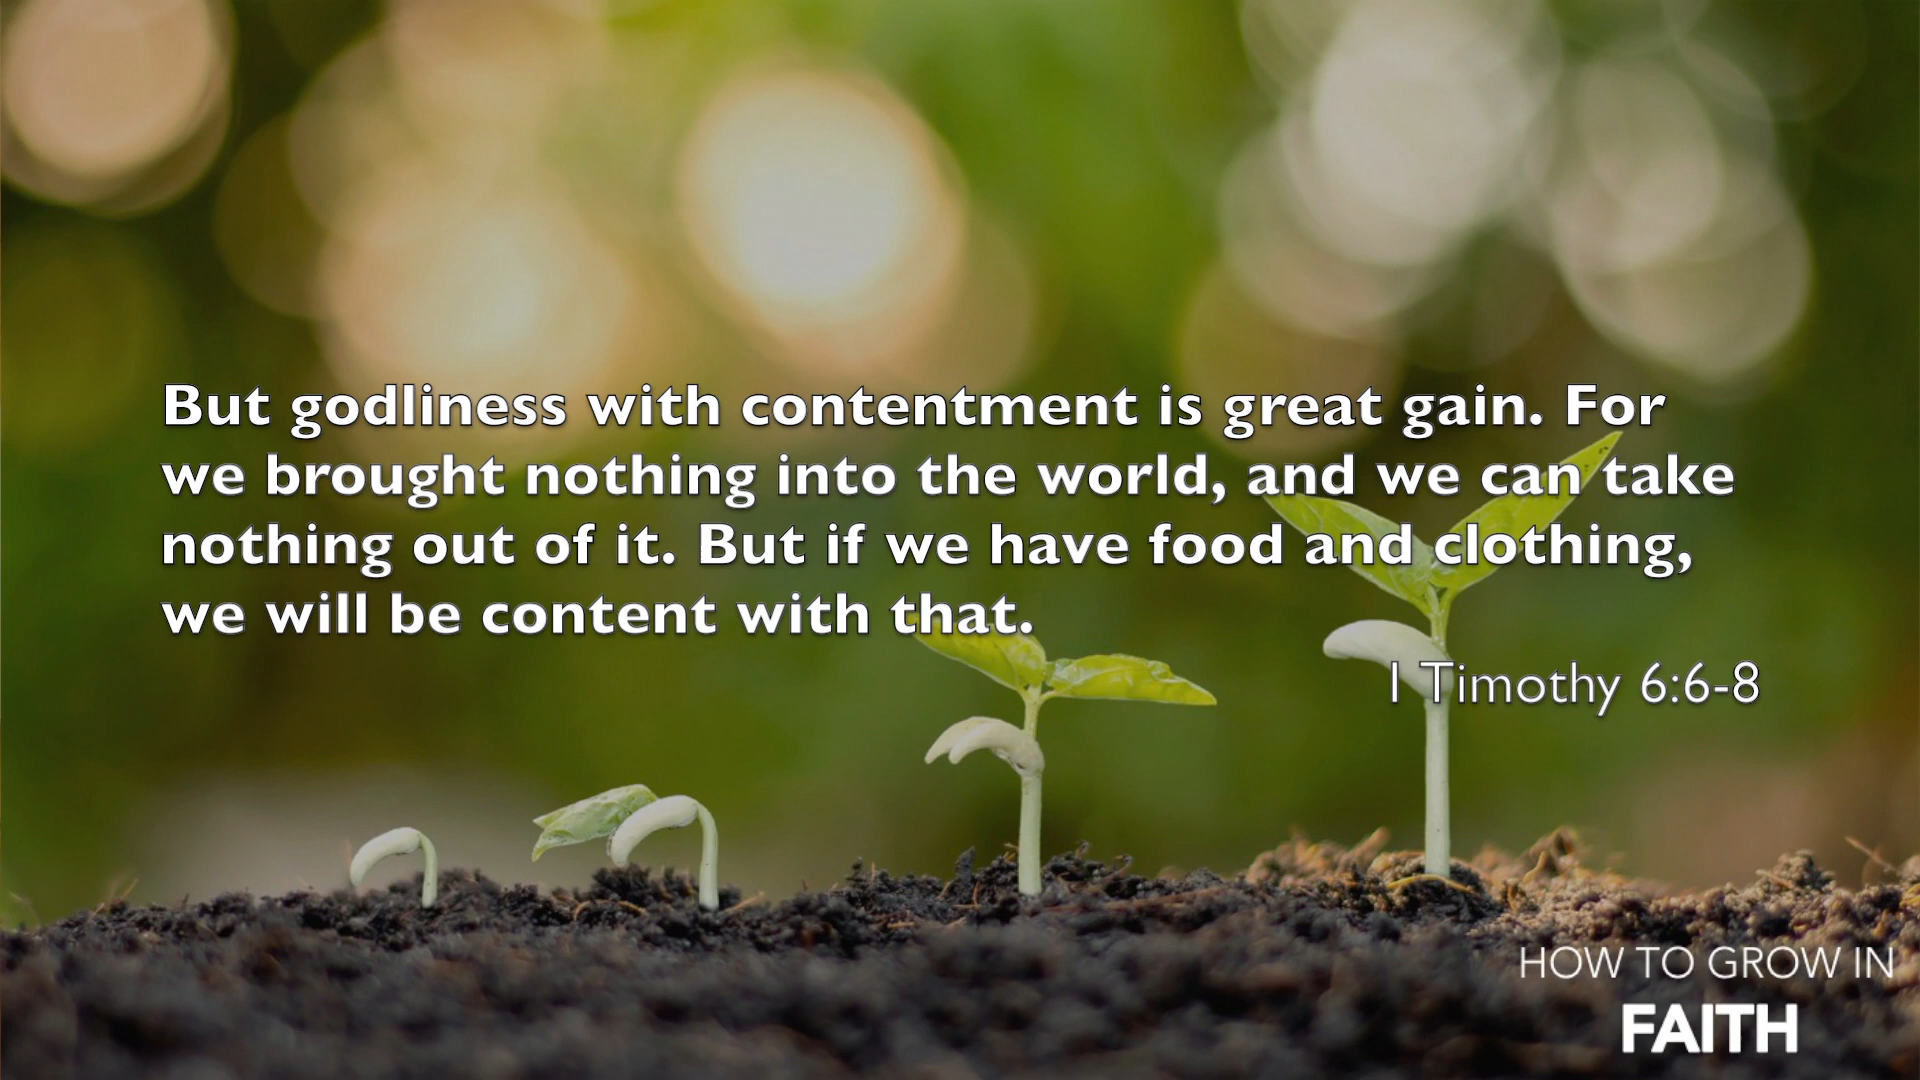 But godliness with contentment is great gain. For
we brought nothing into the world, and we can take
nothing out of it. But if we have food and clothing,
we will be content with that.
1 Timothy 6:6-8
HOW TO GROW IN
FAITH